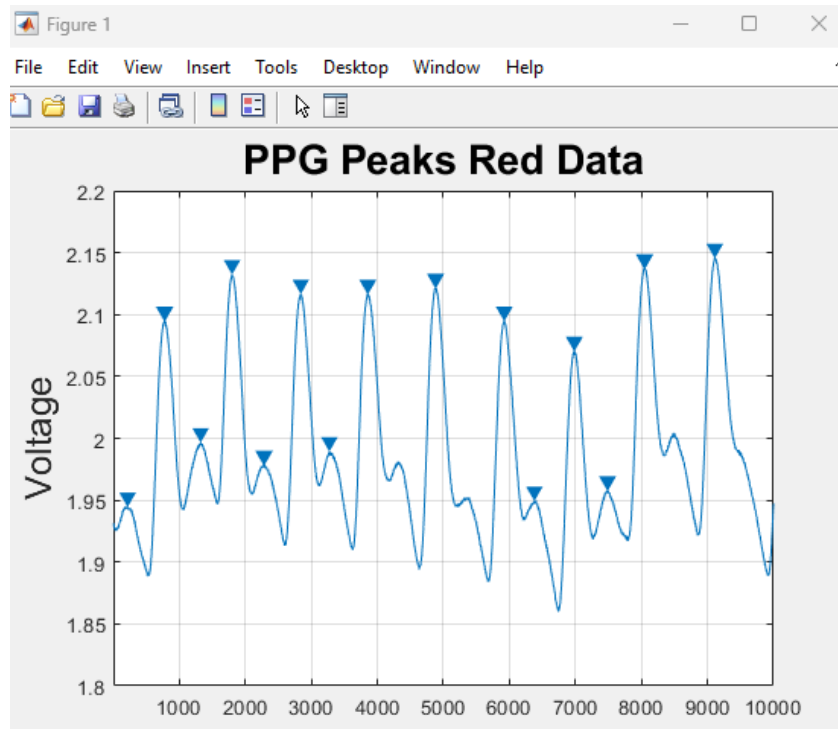 Figure 1
File Edit View Insert Tools Desktop Window Help
PPG Peaks Red Data
2.2
2.15
2.1
2.05
2
1.95
1.9
1.85
1.8
Voltage
1000 2000 3000 4000 5000 6000 7000 8000 9000 10000